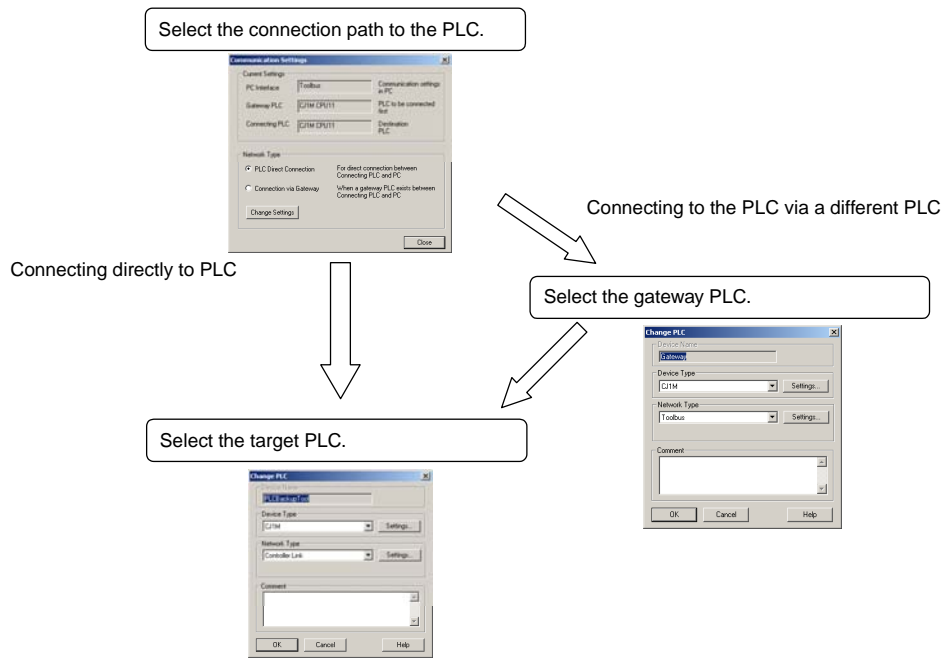 Select the connection path to the PLC.
Communication Settings
Current Settings
PC Interface
Toolbus
Communication settings
in PC
Gateway PLC
CJ1M CPU11
PLC to be connected
first
Connecting PLC
CJ1M CPU11
Destination
PLC
Network Type
PLC Direct Connection
For direct connection between
Connecting PLC and PC
Connection via Gateway
When a gateway PLC exists between
Connecting PLC and PC
Change Settings
Close
Connecting to the PLC via a different PLC
Connecting directly to PLC
Select the gateway PLC.
Change PLC
Device Name
Gateway
Device Type
CJ1M
Settings...
Network Type
Toolbus
Settings...
Comment
OK
Cancel
Help
Select the target PLC.
Change PLC
Device Name
PLCBackupTool
Device Type
CJ1M
Settings...
Network Type
Controller Link
Settings...
Comment
OK
Cancel
Help